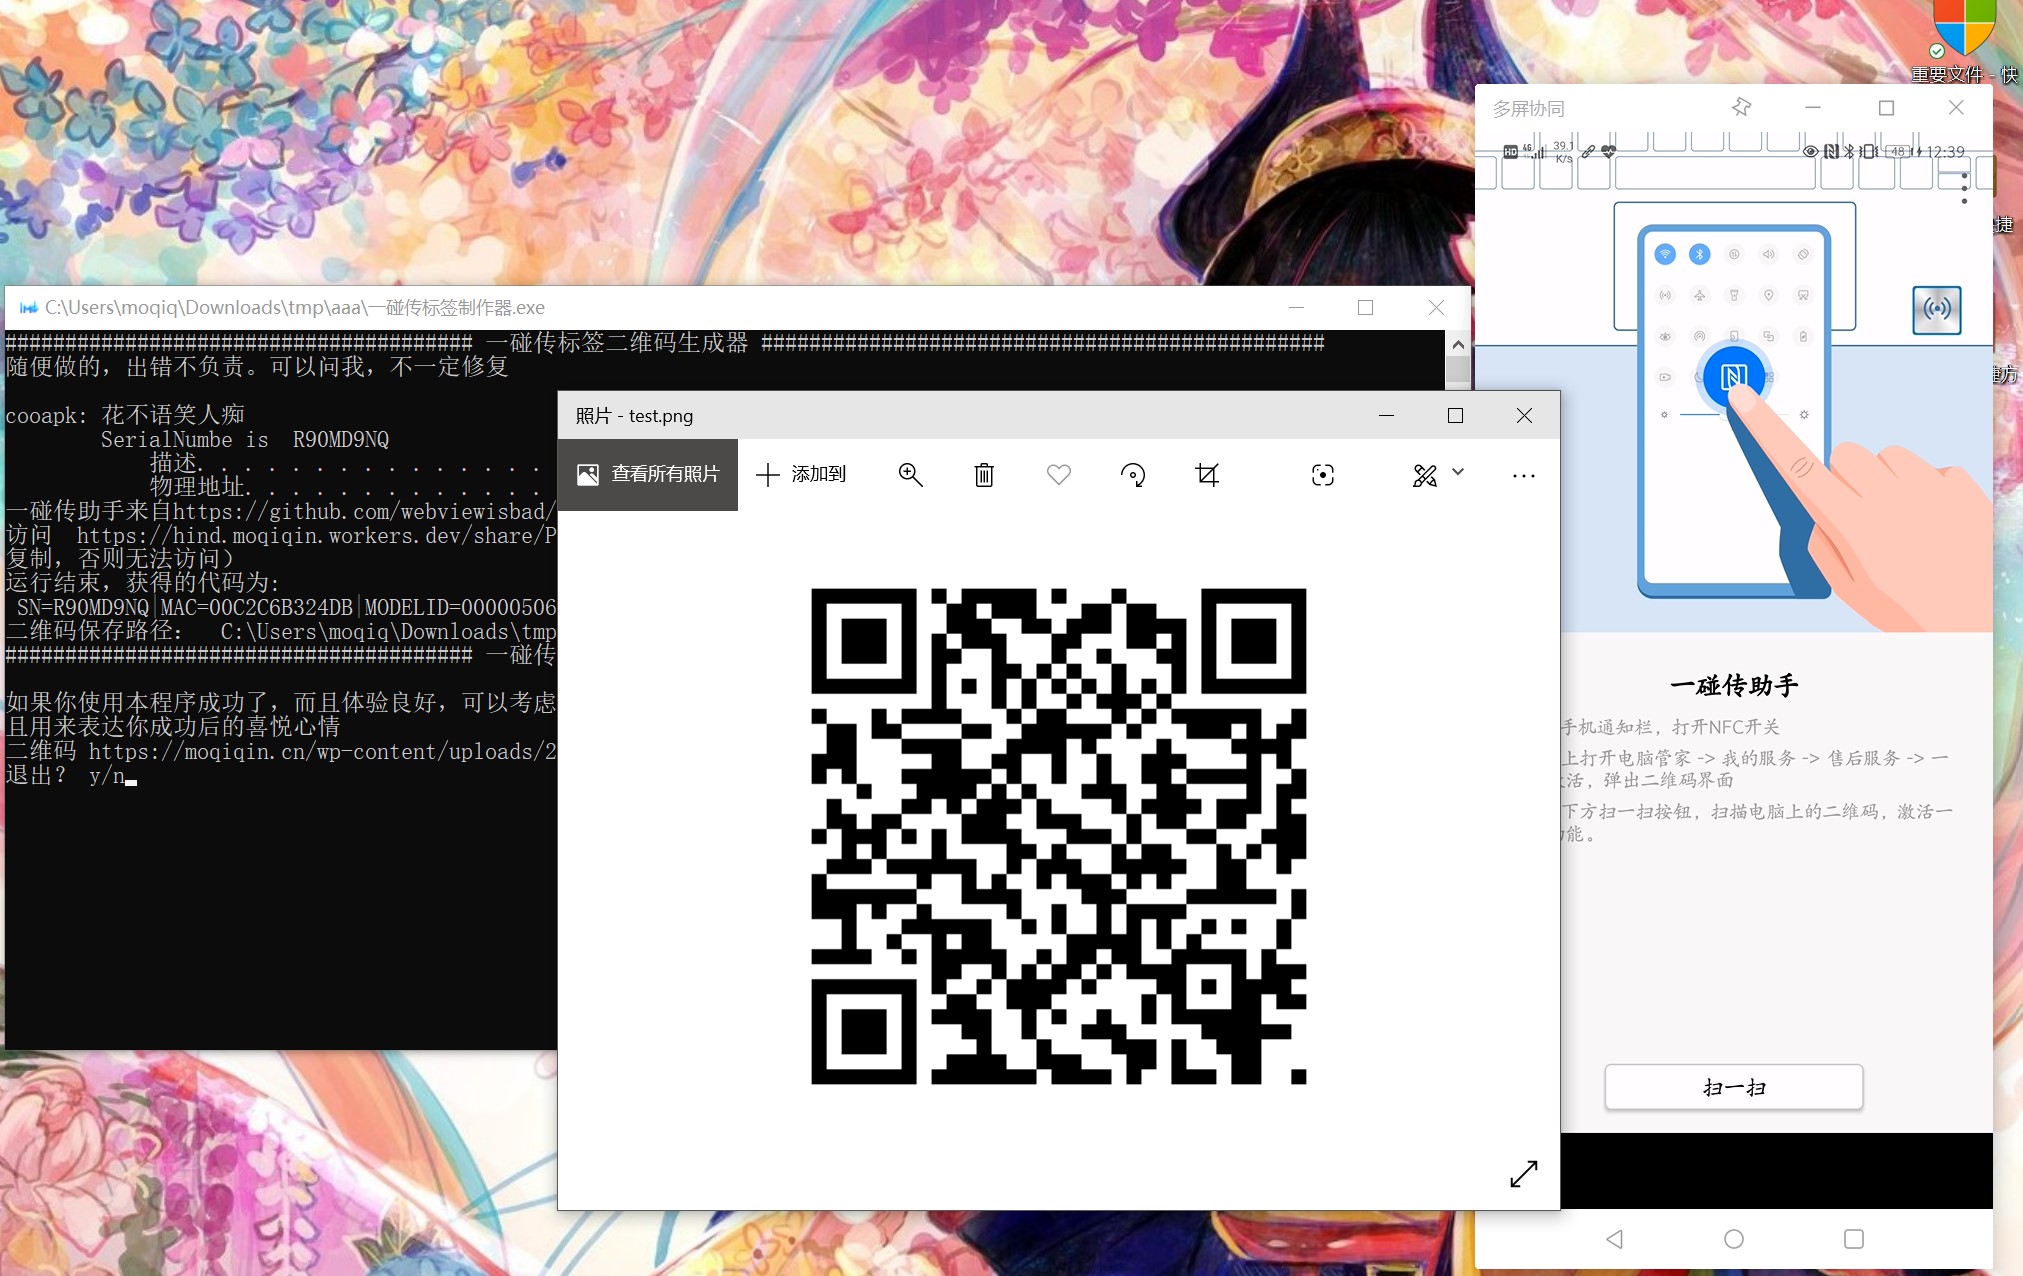 重要文件 - 快
捷
捷方
C:\Users\moqiq\Downloads\tmp\aaa\一碰传标签制作器.exe
####################################### 一碰传标签二维码生成器 ###############################################
随便做的，出错不负责。可以问我，不一定修复
cooapk: 花不语笑人痴
SerialNumbe is R90MD9NQ
描述. . . . . . . . . . . . . . .
物理地址. . . . . . . . . . . . .
一碰传助手来自https://github.com/webviewisbad/
访问 https://hind.moqiqin.workers.dev/share/P
复制，否则无法访问）
运行结束，获得的代码为:
SN=R90MD9NQ|MAC=00C2C6B324DB|MODELID=00000506
二维码保存路径： C:\Users\moqiq\Downloads\tmp
####################################### 一碰传
如果你使用本程序成功了，而且体验良好，可以考虑
且用来表达你成功后的喜悦心情
二维码 https://moqiqin.cn/wp-content/uploads/2
退出？ y/n
照片 - test.png
查看所有照片
添加到
多屏协同
HD 4G 39.1 K/s 48 12:39
一碰传助手
手机通知栏，打开NFC开关
上打开电脑管家 -> 我的服务 -> 售后服务 -> 一
活，弹出二维码界面
下方扫一扫按钮，扫描电脑上的二维码，激活一
能。
扫一扫